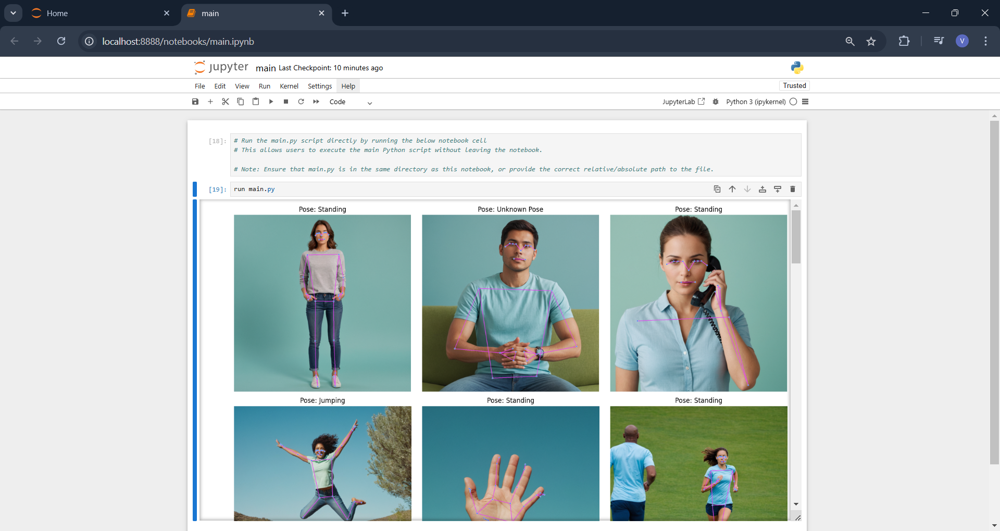 Home
main
localhost:8888/notebooks/main.ipynb
V
jupyter main Last Checkpoint: 10 minutes ago
File Edit View Run Kernel Settings Help
Trusted
Code
JupyterLab
Python 3 (ipykernel)
[18]: # Run the main.py script directly by running the below notebook cell
# This allows users to execute the main Python script without leaving the notebook.
# Note: Ensure that main.py is in the same directory as this notebook, or provide the correct relative/absolute path to the file.
[19]: run main.py
Pose: Standing
Pose: Unknown Pose
Pose: Standing
Pose: Jumping
Pose: Standing
Pose: Standing